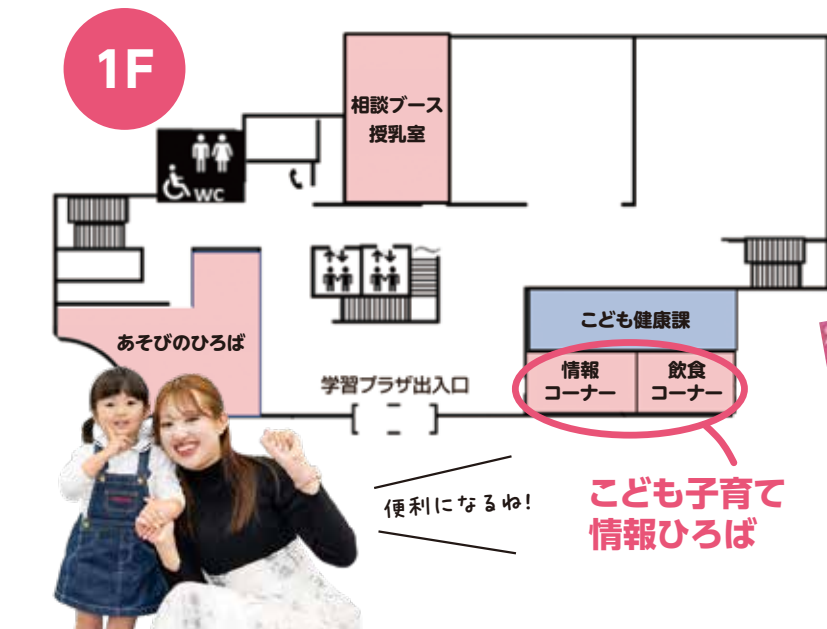 1F
相談ブース
授乳室
WC
こども健康課
あそびのひろば
情報
コーナー
飲食
コーナー
学習プラザ出入口
便利になるね!
こども子育て
情報ひろば